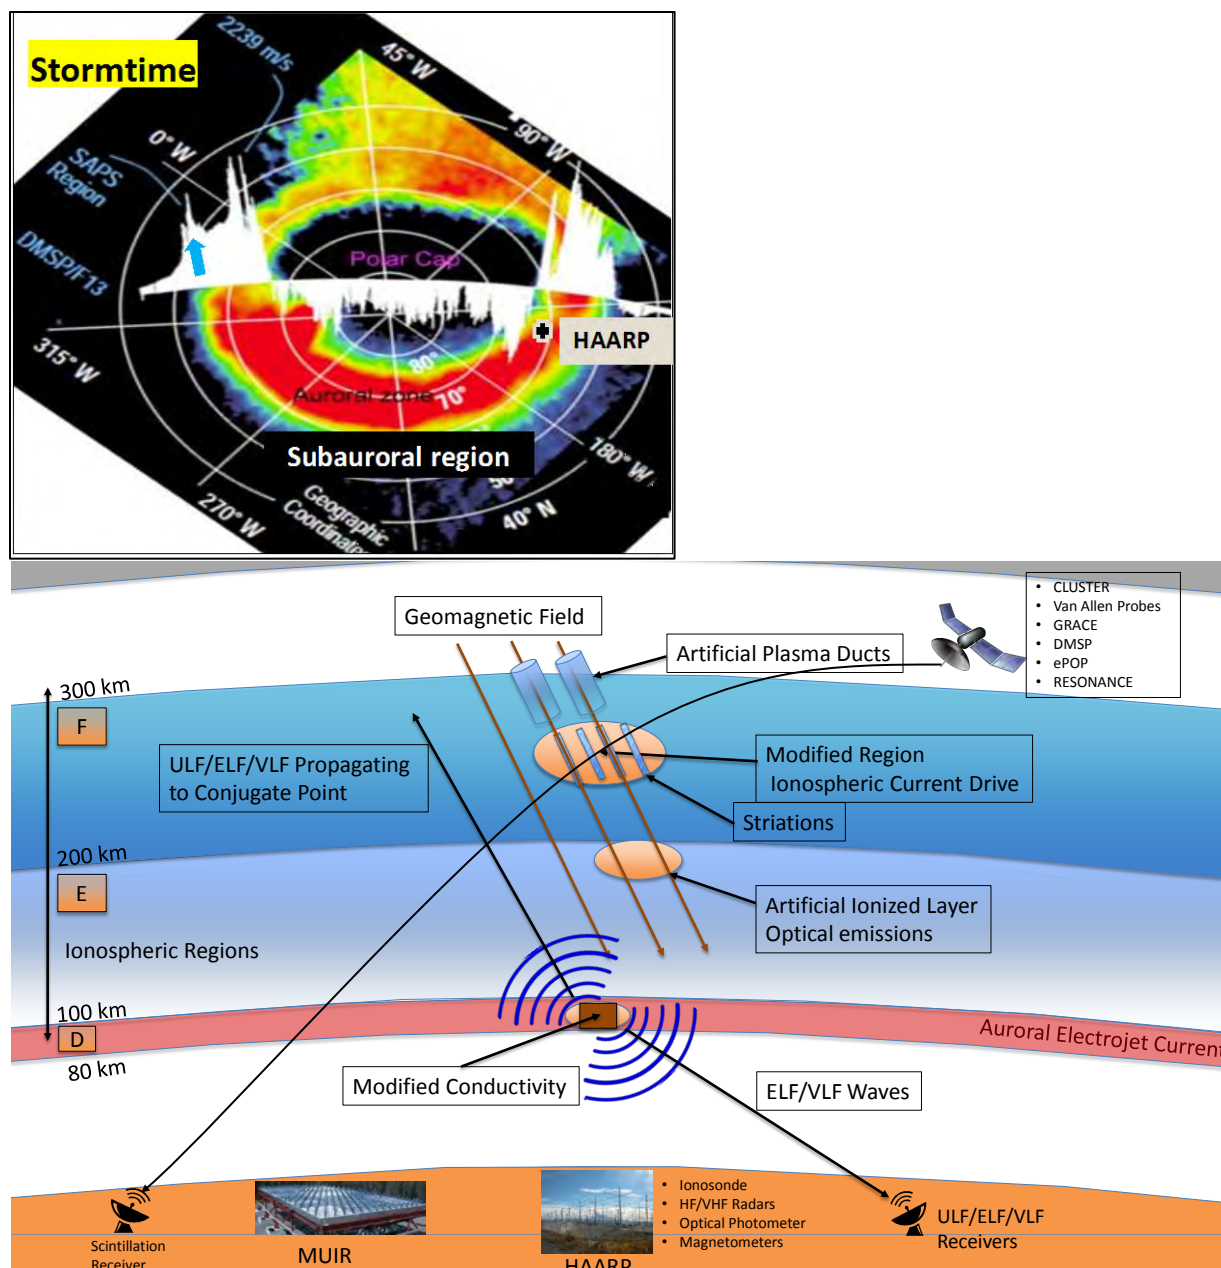 Stormtime
2239 m/s
45° W
90° W
0° W
SAPS
Region
DMSP/F13
Polar Cap
HAARP
315° W
80°
Auroral zone
70°
Subauroral region
180° W
50°
40° N
270° W
Geographic
Geomagnetic Field
Artificial Plasma Ducts
• CLUSTER
• Van Allen Probes
• GRACE
• DMSP
• ePOP
• RESONANCE
300 km
F
ULF/ELF/VLF Propagating
to Conjugate Point
Modified Region
Ionospheric Current Drive
Striations
200 km
E
Artificial Ionized Layer
Optical emissions
Ionospheric Regions
100 km
D
80 km
Auroral Electrojet Current
Modified Conductivity
ELF/VLF Waves
Scintillation
Receiver
MUIR
HAARP
• Ionosonde
• HF/VHF Radars
• Optical Photometer
• Magnetometers
ULF/ELF/VLF
Receivers